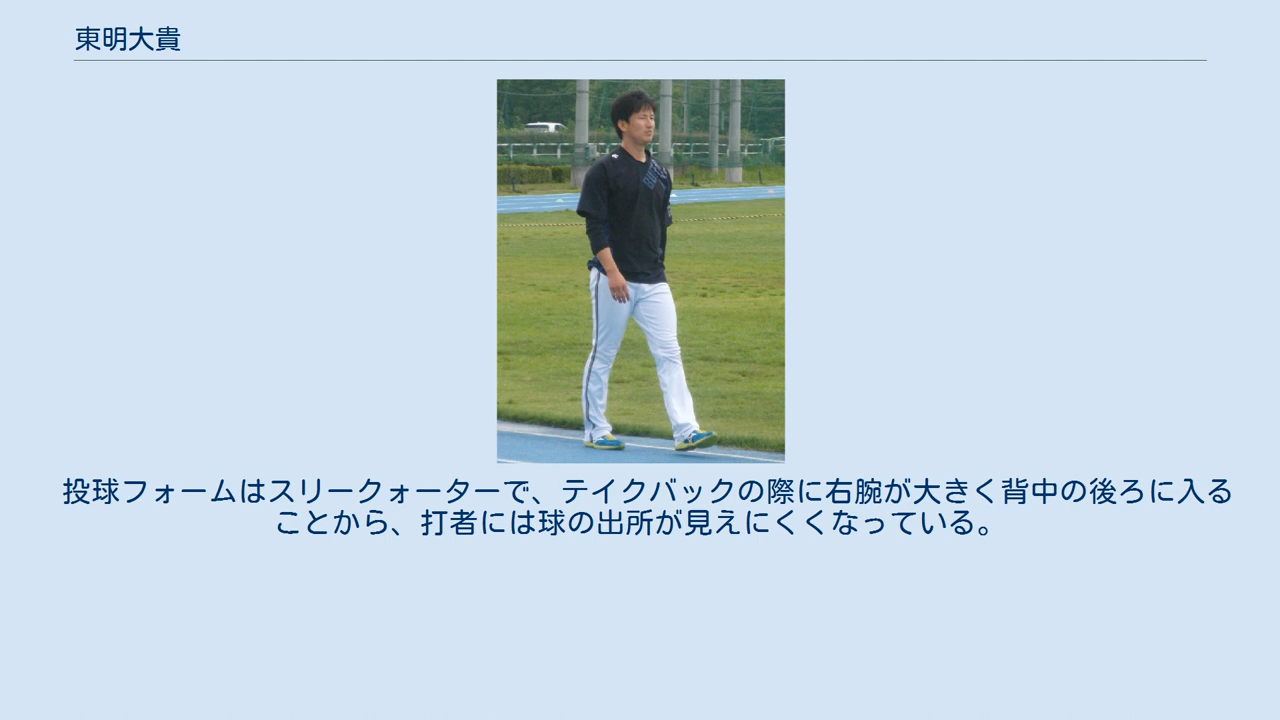 東明大貴
投球フォームはスリークォーターで、テイクバックの際に右腕が大きく背中の後ろに入る
ことから、打者には球の出所が見えにくくなっている。